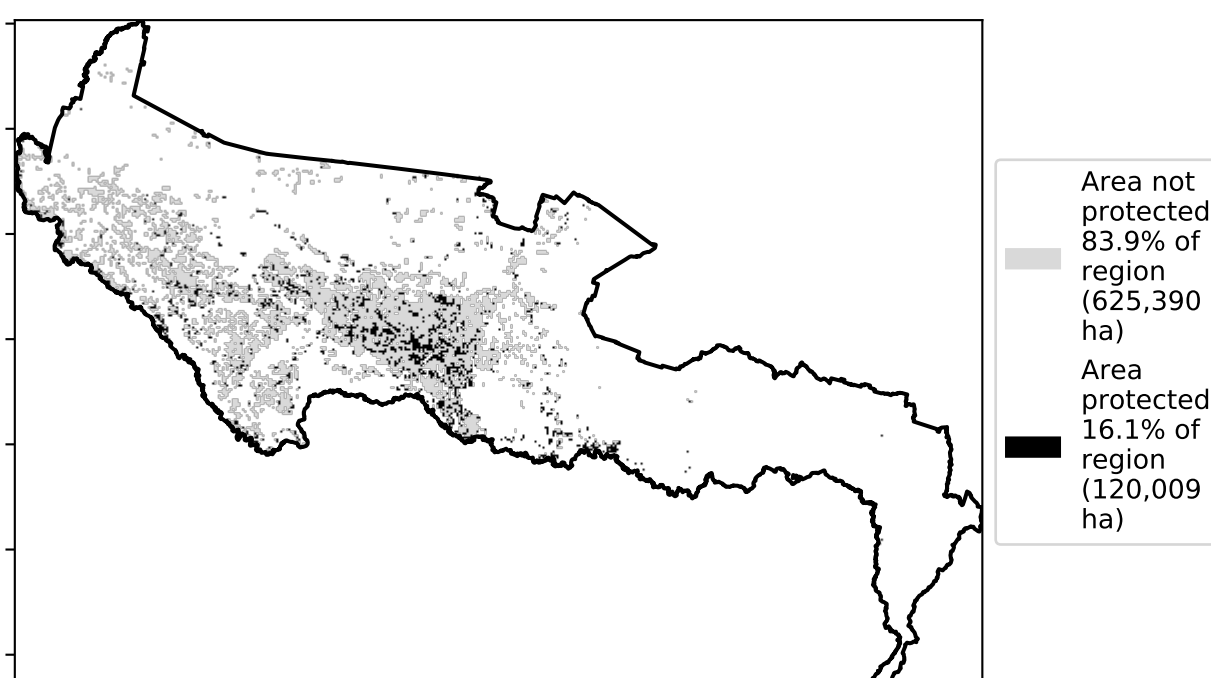 Area not
protected
83.9% of
region
(625,390
ha)
Area
protected
16.1% of
region
(120,009
ha)